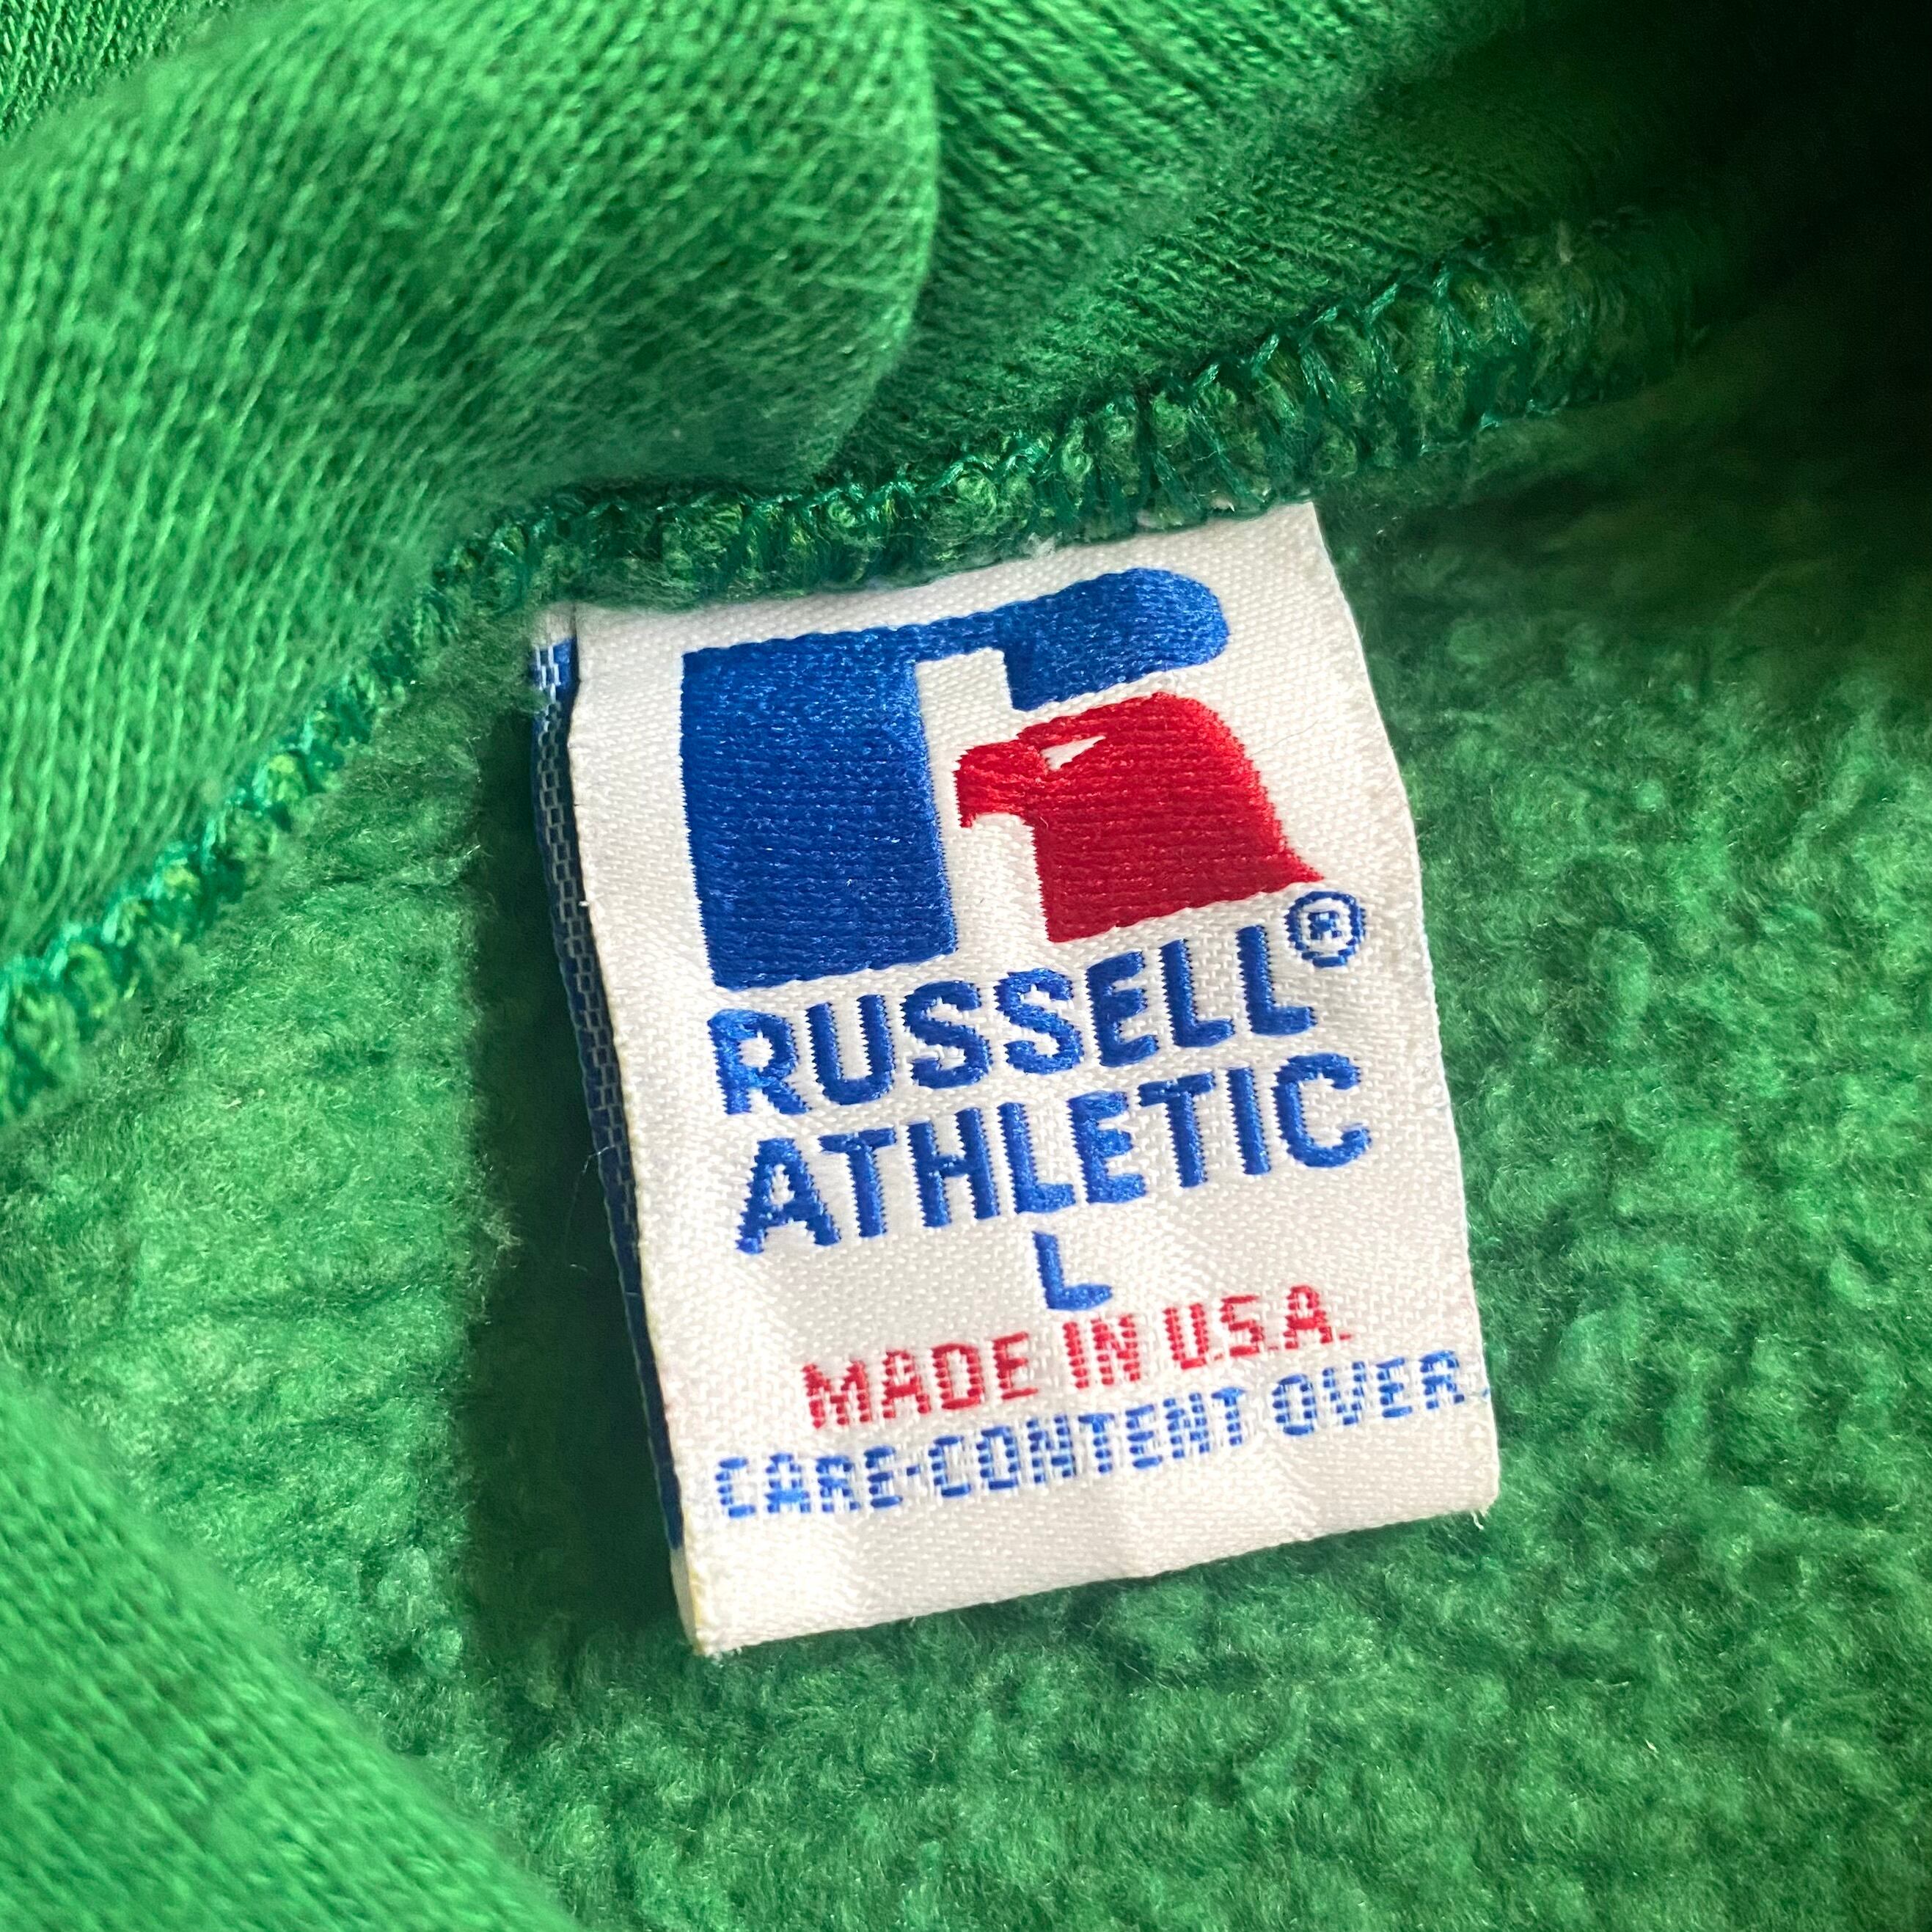 RUSSELL®
ATHLETIC
L
MADE IN U.S.A.
CARE·CONTENT OVER